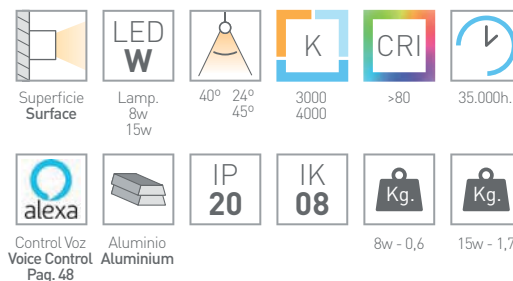 LED
W
K
CRI
Superficie
Surface
Lamp.
8w
15w
40º 24º
45º
3000
4000
>80
35.000h.
alexa
IP
20
IK
08
Kg.
Kg.
Control Voz
Voice Control
Pag. 48
Aluminio
Aluminium
8w - 0,6
15w - 1,7